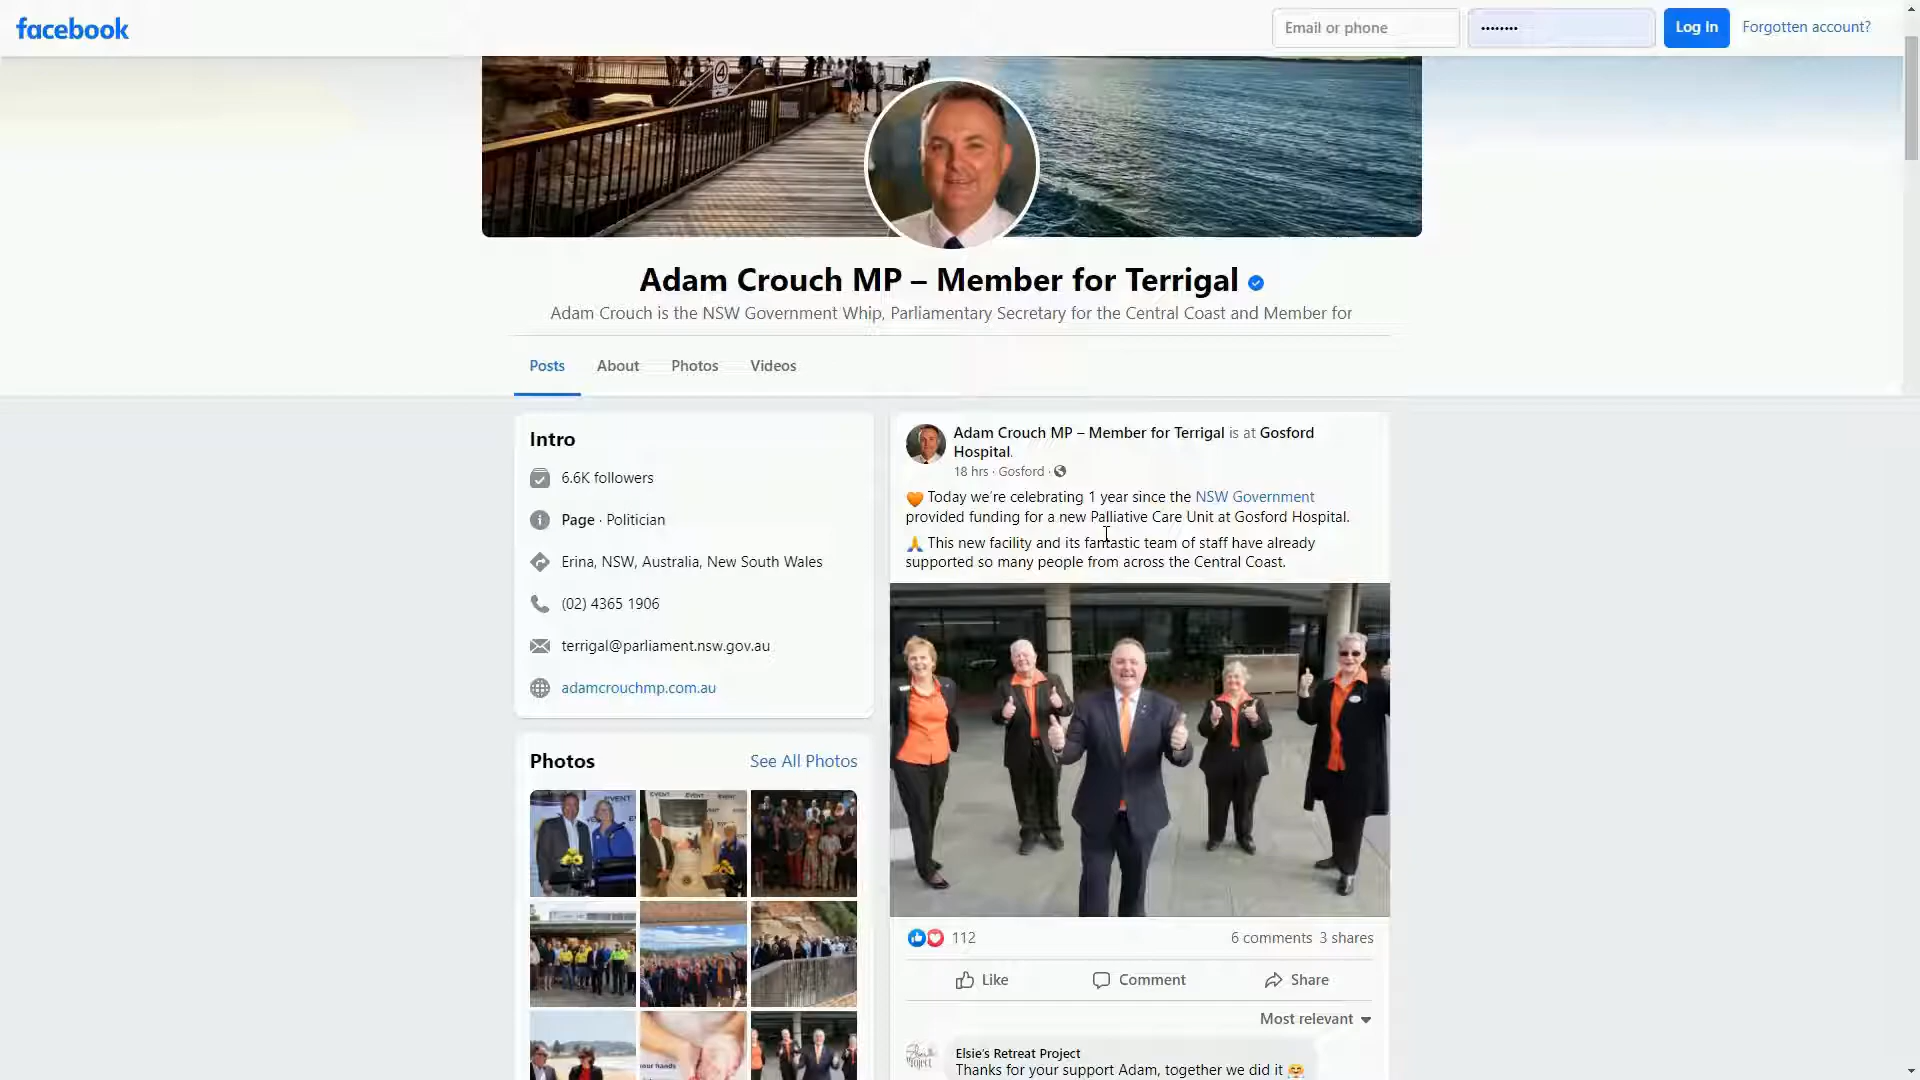 facebook
Email or phone
••••••••
Log In
Forgotten account?
4
Adam Crouch MP – Member for Terrigal
Adam Crouch is the NSW Government Whip, Parliamentary Secretary for the Central Coast and Member for
Posts
About
Photos
Videos
Intro
6.6K followers
Page · Politician
Erina, NSW, Australia, New South Wales
(02) 4365 1906
terrigal@parliament.nsw.gov.au
adamcrouchmp.com.au
Photos
See All Photos
EVENT
EVENT
your hands
Adam Crouch MP – Member for Terrigal is at Gosford
Hospital.
18 hrs · Gosford ·
🧡 Today we're celebrating 1 year since the NSW Government
provided funding for a new Palliative Care Unit at Gosford Hospital.
🙏 This new facility and its fantastic team of staff have already
supported so many people from across the Central Coast.
112
6 comments 3 shares
Like
Comment
Share
Most relevant
Elsie's Retreat Project
Thanks for your support Adam, together we did it 🤗